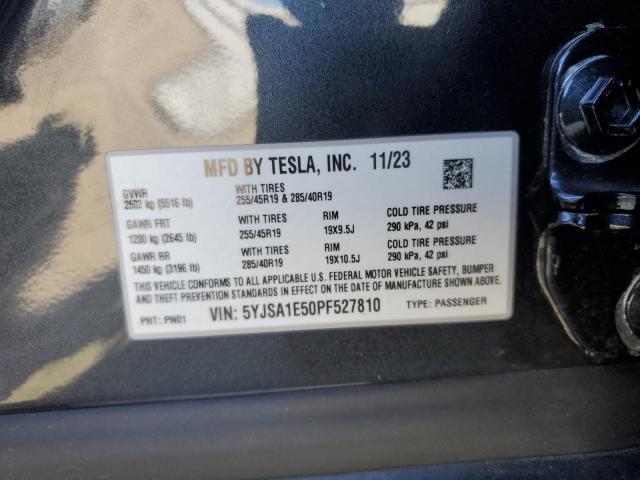 MFD BY TESLA, INC. 11/23
GVWR
2502 kg (5516 lb)
WITH TIRES
255/45R19 & 285/40R19
GAWR FRT
1200 kg (2645 lb)
WITH TIRES
255/45R19
RIM
19X9.5J
COLD TIRE PRESSURE
290 kPa, 42 psi
GAWR RR
1450 kg (3196 lb)
WITH TIRES
285/40R19
RIM
19X10.5J
COLD TIRE PRESSURE
290 kPa, 42 psi
THIS VEHICLE CONFORMS TO ALL APPLICABLE U.S. FEDERAL MOTOR VEHICLE SAFETY, BUMPER
AND THEFT PREVENTION STANDARDS IN EFFECT ON THE DATE OF MANUFACTURE SHOWN ABOVE.
PNT: PN01
VIN: 5YJSA1E50PF527810
TYPE: PASSENGER